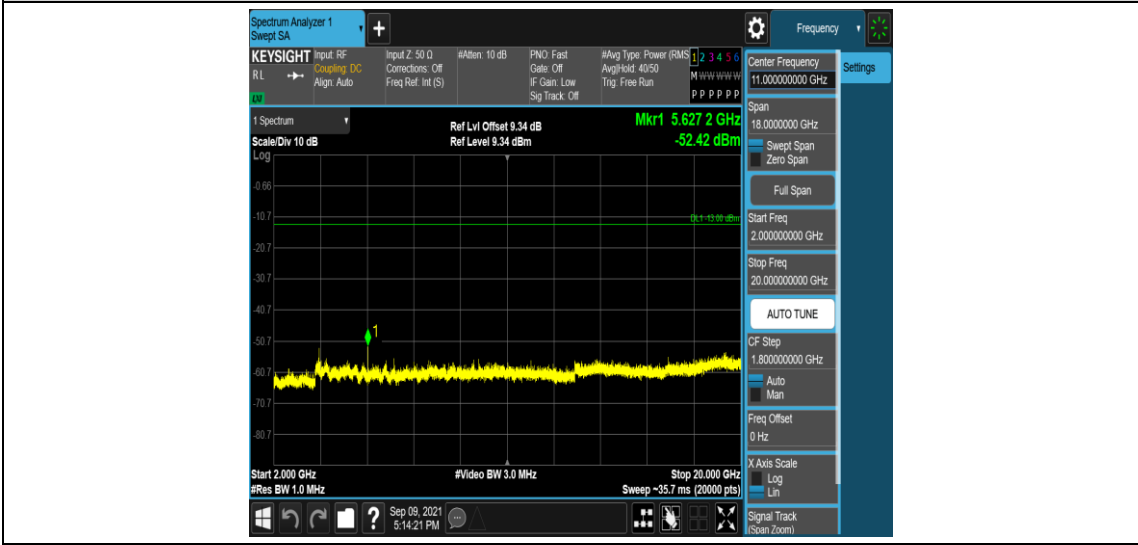 Spectrum Analyzer 1
Swept SA
+
Frequency
KEYSIGHT
RL
LXI
Input: RF
Coupling: DC
Align: Auto
Input Z: 50 Ω
Corrections: Off
Freq Ref: Int (S)
#Atten: 10 dB
PNO: Fast
Gate: Off
IF Gain: Low
Sig Track: Off
#Avg Type: Power (RMS
Avg|Hold: 40/50
Trig: Free Run
1 2 3 4 5 6
M W W W W W
P P P P P P
1 Spectrum
Scale/Div 10 dB
Log
Ref Lvl Offset 9.34 dB
Ref Level 9.34 dBm
Mkr1 5.627 2 GHz
-52.42 dBm
-0.66
-10.7
DL1 -13.00 dBm
-20.7
-30.7
-40.7
1
-50.7
-60.7
-70.7
-80.7
Start 2.000 GHz
#Video BW 3.0 MHz
Stop 20.000 GHz
#Res BW 1.0 MHz
Sweep ~35.7 ms (20000 pts)
?
Sep 09, 2021
5:14:21 PM
Center Frequency
11.000000000 GHz
Settings
Span
18.0000000 GHz
Swept Span
Zero Span
Full Span
Start Freq
2.000000000 GHz
Stop Freq
20.000000000 GHz
AUTO TUNE
CF Step
1.800000000 GHz
Auto
Man
Freq Offset
0 Hz
X Axis Scale
Log
Lin
Signal Track
(Span Zoom)